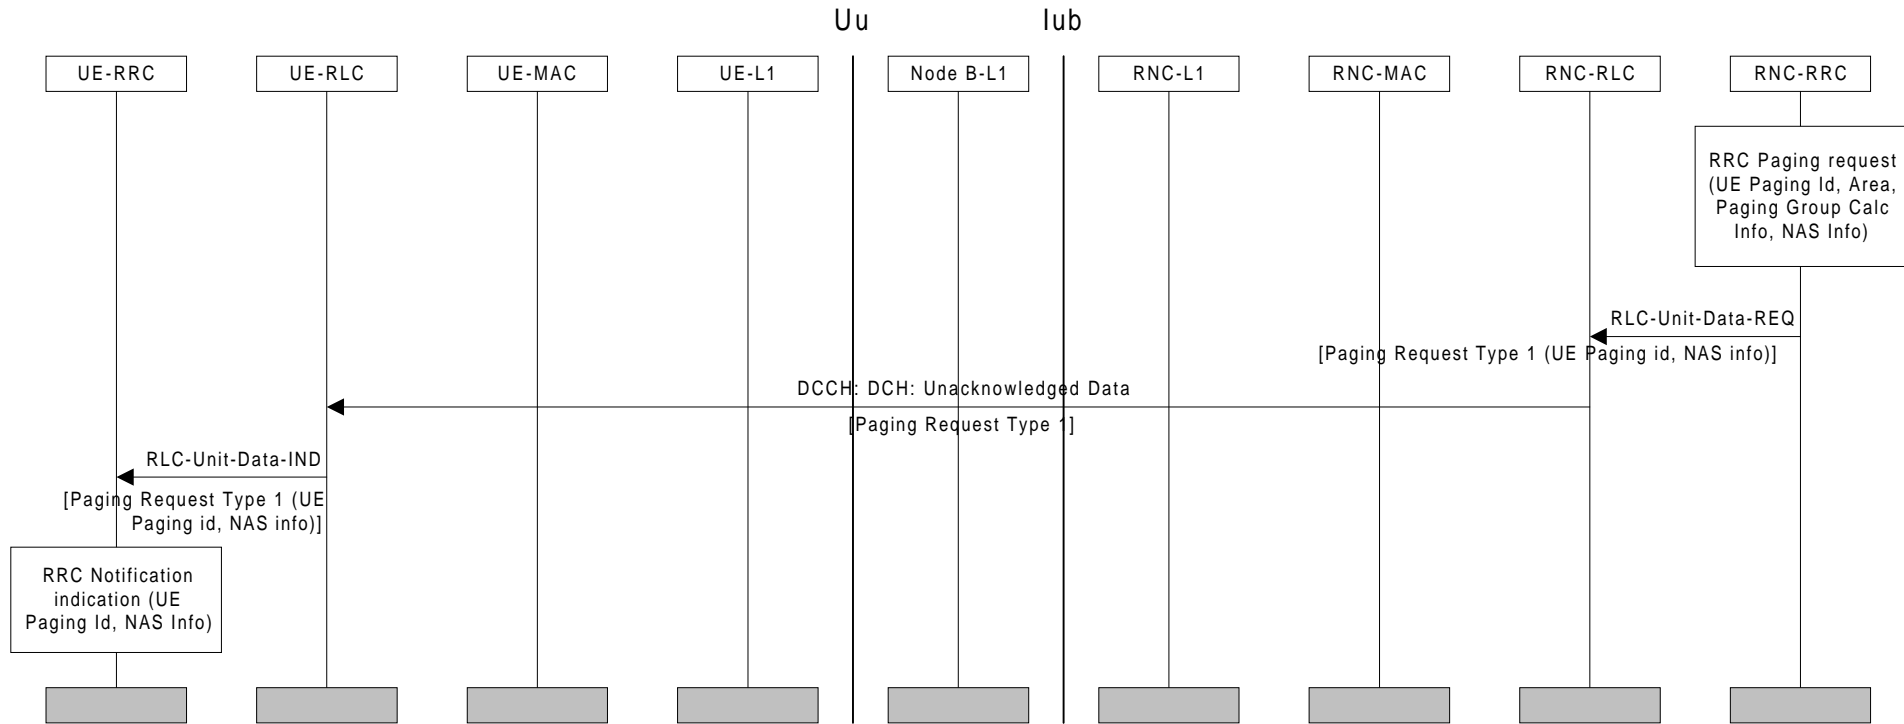 Uu
Iub
UE-RRC
UE-RLC
UE-MAC
UE-L1
Node B-L1
RNC-L1
RNC-MAC
RNC-RLC
RNC-RRC
RRC Paging request
(UE Paging Id, Area,
Paging Group Calc
Info, NAS Info)
RLC-Unit-Data-REQ
[Paging Request Type 1 (UE Paging id, NAS info)]
DCCH: DCH: Unacknowledged Data
[Paging Request Type 1]
RLC-Unit-Data-IND
[Paging Request Type 1 (UE
Paging id, NAS info)]
RRC Notification
indication (UE
Paging Id, NAS Info)